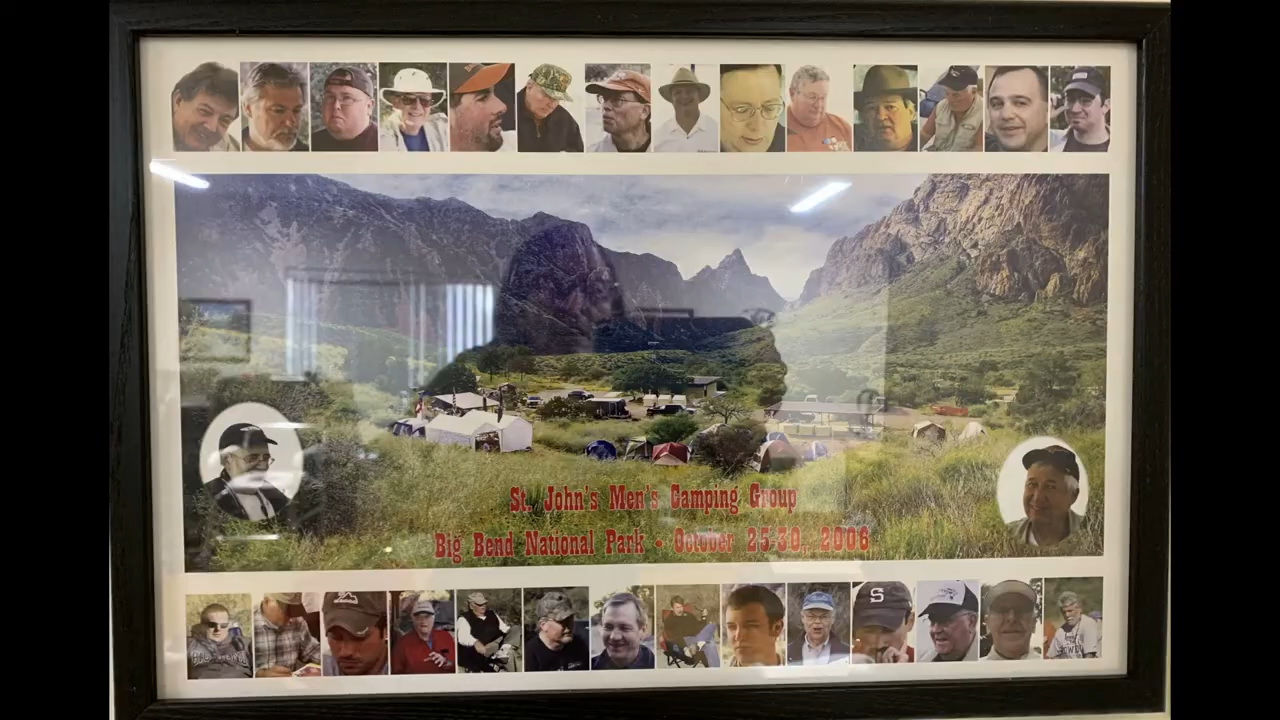 St. John's Men's Camping Group
Big Bend National Park - October 25-30, 2006
S